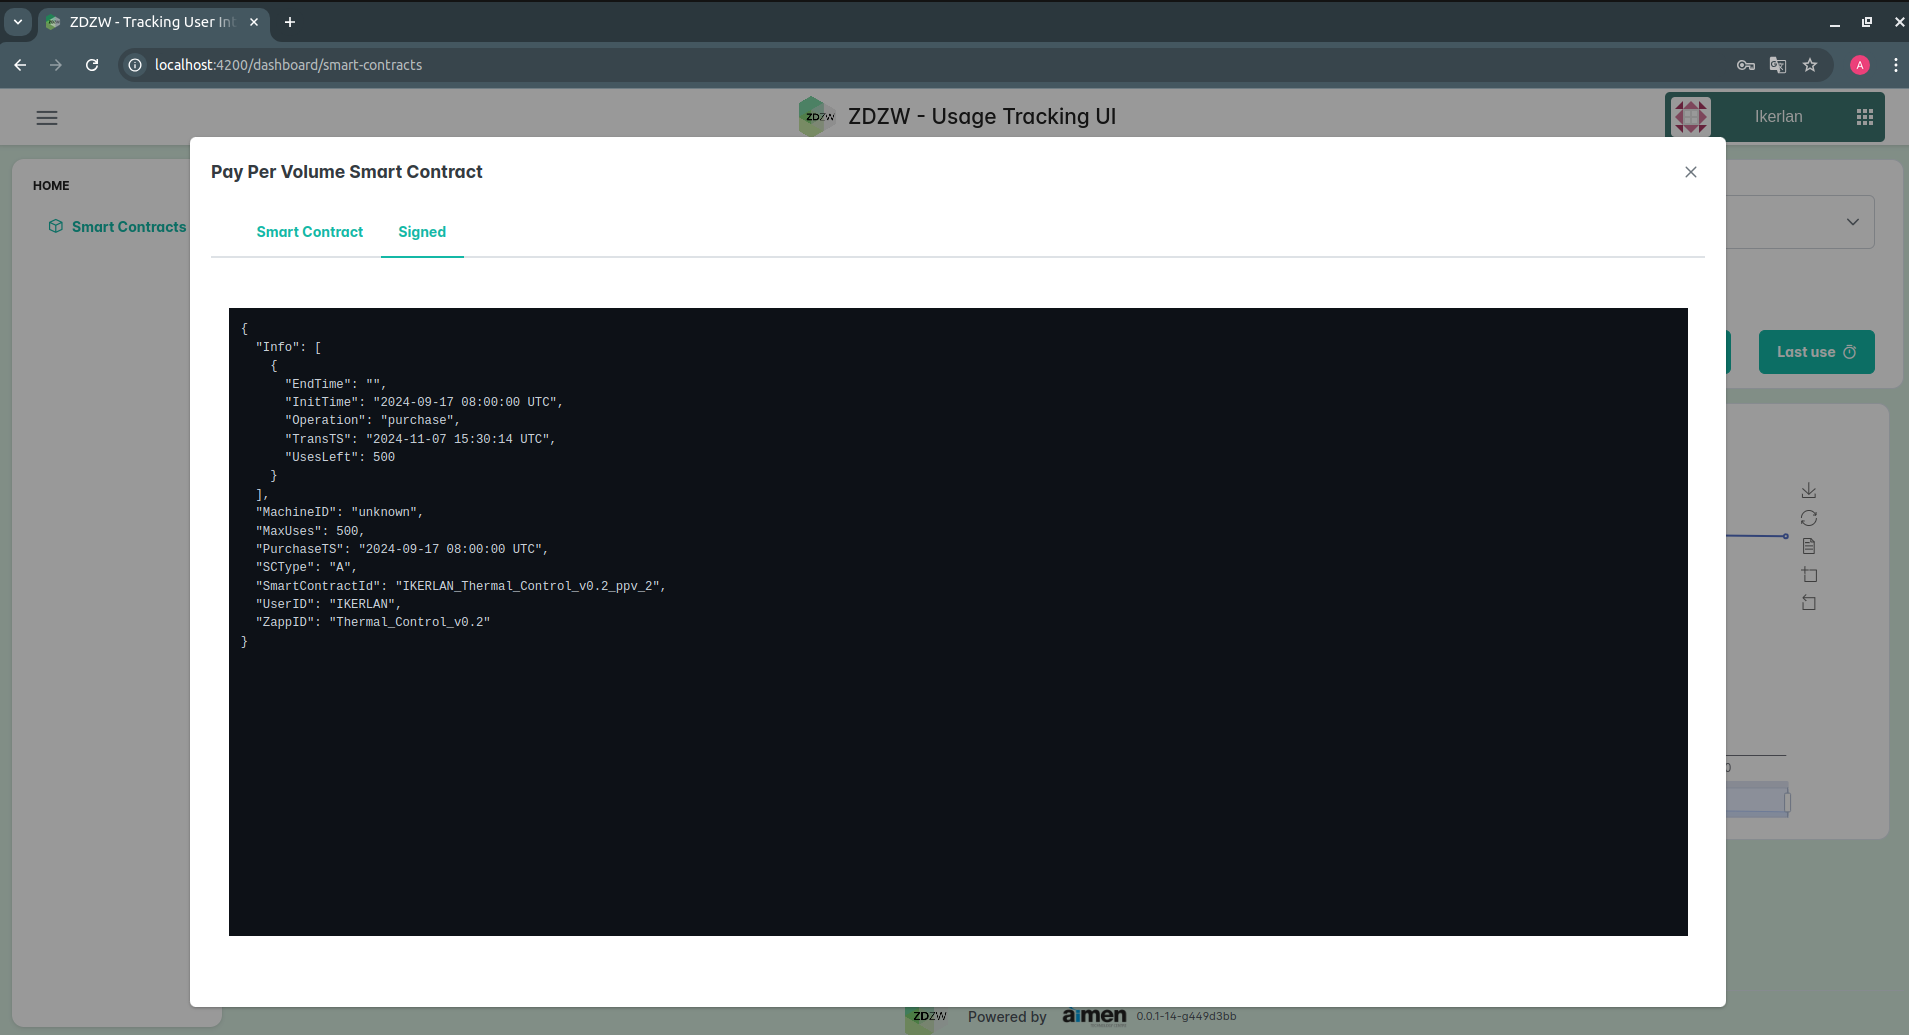 ZDZW - Tracking User Int
localhost:4200/dashboard/smart-contracts
A
ZDZW
ZDZW - Usage Tracking UI
Ikerlan
HOME
Smart Contracts
Pay Per Volume Smart Contract
Smart Contract
Signed
Last use
{
  "Info": [
    {
      "EndTime": "",
      "InitTime": "2024-09-17 08:00:00 UTC",
      "Operation": "purchase",
      "TransTS": "2024-11-07 15:30:14 UTC",
      "UsesLeft": 500
    }
  ],
  "MachineID": "unknown",
  "MaxUses": 500,
  "PurchaseTS": "2024-09-17 08:00:00 UTC",
  "SCType": "A",
  "SmartContractId": "IKERLAN_Thermal_Control_v0.2_ppv_2",
  "UserID": "IKERLAN",
  "ZappID": "Thermal_Control_v0.2"
}
ZDZW
Powered by
aimen
0.0.1-14-g449d3bb